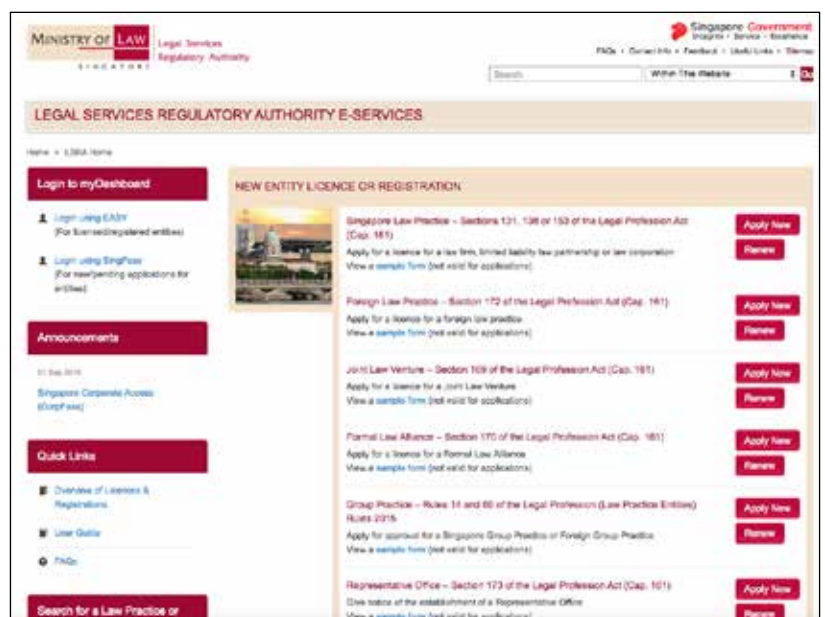 MINISTRY OF LAW
SINGAPORE
Legal Services
Regulatory Authority
Singapore Government
Integrity · Service · Excellence
FAQs · Contact Info · Feedback · Useful Links · Sitemap
Search
Within This Website
Go
LEGAL SERVICES REGULATORY AUTHORITY E-SERVICES
Home > LSRA Home
Login to myDashboard
Login using EASY
(For licensed/registered entities)
Login using SingPass
(For new/pending applications for
entities)
Announcements
Sep 2016
Singapore Corporate Access
(CorpPass)
Quick Links
Overview of Licences &
Registrations
User Guide
FAQs
Search for a Law Practice or
NEW ENTITY LICENCE OR REGISTRATION
Singapore Law Practice – Sections 131, 138 or 153 of the Legal Profession Act
(Cap. 161)
Apply for a licence for a law firm, limited liability law partnership or law corporation
View a sample form (not valid for applications)
Apply New
Renew
Foreign Law Practice – Section 172 of the Legal Profession Act (Cap. 161)
Apply for a licence for a foreign law practice
View a sample form (not valid for applications)
Apply New
Renew
Joint Law Venture – Section 169 of the Legal Profession Act (Cap. 161)
Apply for a licence for a Joint Law Venture
View a sample form (not valid for applications)
Apply New
Renew
Formal Law Alliance – Section 170 of the Legal Profession Act (Cap. 161)
Apply for a licence for a Formal Law Alliance
View a sample form (not valid for applications)
Apply New
Renew
Group Practice – Rules 14 and 60 of the Legal Profession (Law Practice Entities)
Rules 2015
Apply for approval for a Singapore Group Practice or Foreign Group Practice
View a sample form (not valid for applications)
Apply New
Renew
Representative Office – Section 173 of the Legal Profession Act (Cap. 161)
Give notice of the establishment of a Representative Office
View a sample form (not valid for applications)
Apply New
Renew